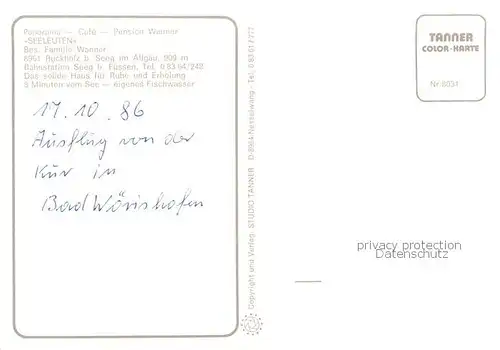 Panorama — Café — Pension Wanner
»SEELEUTEN«
Bes. Familie Wanner
8961 Rückholz b. Seeg im Allgäu, 909 m
Bahnstation Seeg b. Füssen, Tel. 0 83 64 / 248
Das solide Haus für Ruhe und Erholung
5 Minuten vom See — eigenes Fischwasser
17.10.86
Ausflug von der
Kur in
Bad Wörishofen
Copyright und Verlag: STUDIO TANNER D-8964 Nesselwang · Tel. 0 83 61 / 377
TANNER
COLOR-KARTE
Nr. 8031
privacy protection
Datenschutz